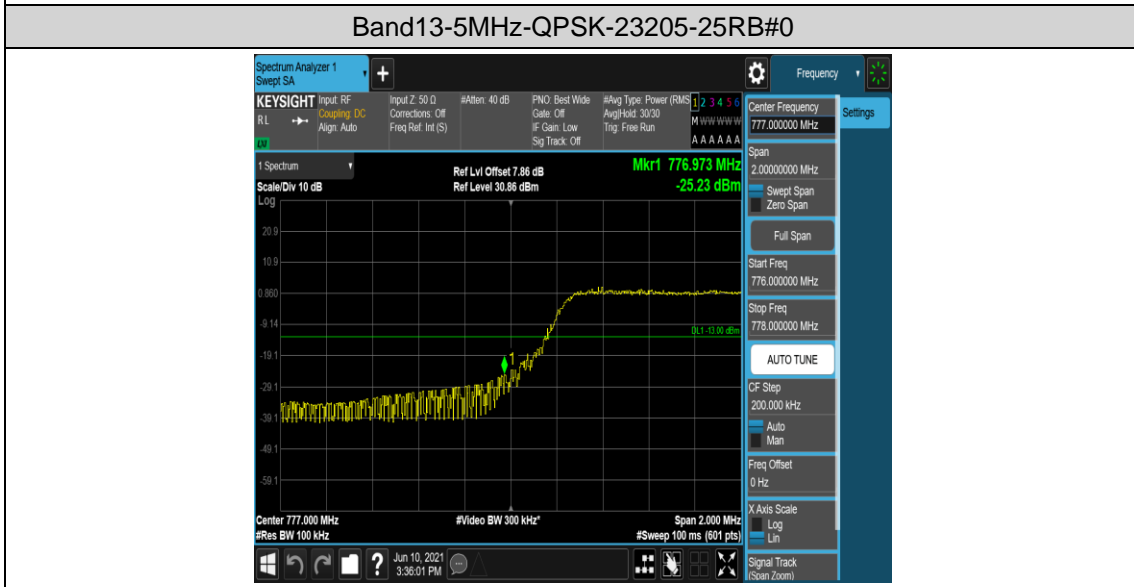 Band13-5MHz-QPSK-23205-25RB#0
Spectrum Analyzer 1
Swept SA
+
Frequency
KEYSIGHT
RL
Input: RF
Coupling: DC
Align: Auto
Input Z: 50 Ω
Corrections: Off
Freq Ref: Int (S)
#Atten: 40 dB
PNO: Best Wide
Gate: Off
IF Gain: Low
Sig Track: Off
#Avg Type: Power (RMS
Avg|Hold: 30/30
Trig: Free Run
1 2 3 4 5 6
M W W W W W
A A A A A A
1 Spectrum
Scale/Div 10 dB
Log
Ref Lvl Offset 7.86 dB
Ref Level 30.86 dBm
Mkr1 776.973 MHz
-25.23 dBm
20.9
10.9
0.860
-9.14
-19.1
-29.1
-39.1
-49.1
-59.1
DL1 -13.00 dBm
1
Center 777.000 MHz
#Res BW 100 kHz
#Video BW 300 kHz*
Span 2.000 MHz
#Sweep 100 ms (601 pts)
?
Jun 10, 2021
3:36:01 PM
Center Frequency
777.000000 MHz
Settings
Span
2.00000000 MHz
Swept Span
Zero Span
Full Span
Start Freq
776.000000 MHz
Stop Freq
778.000000 MHz
AUTO TUNE
CF Step
200.000 kHz
Auto
Man
Freq Offset
0 Hz
X Axis Scale
Log
Lin
Signal Track
(Span Zoom)